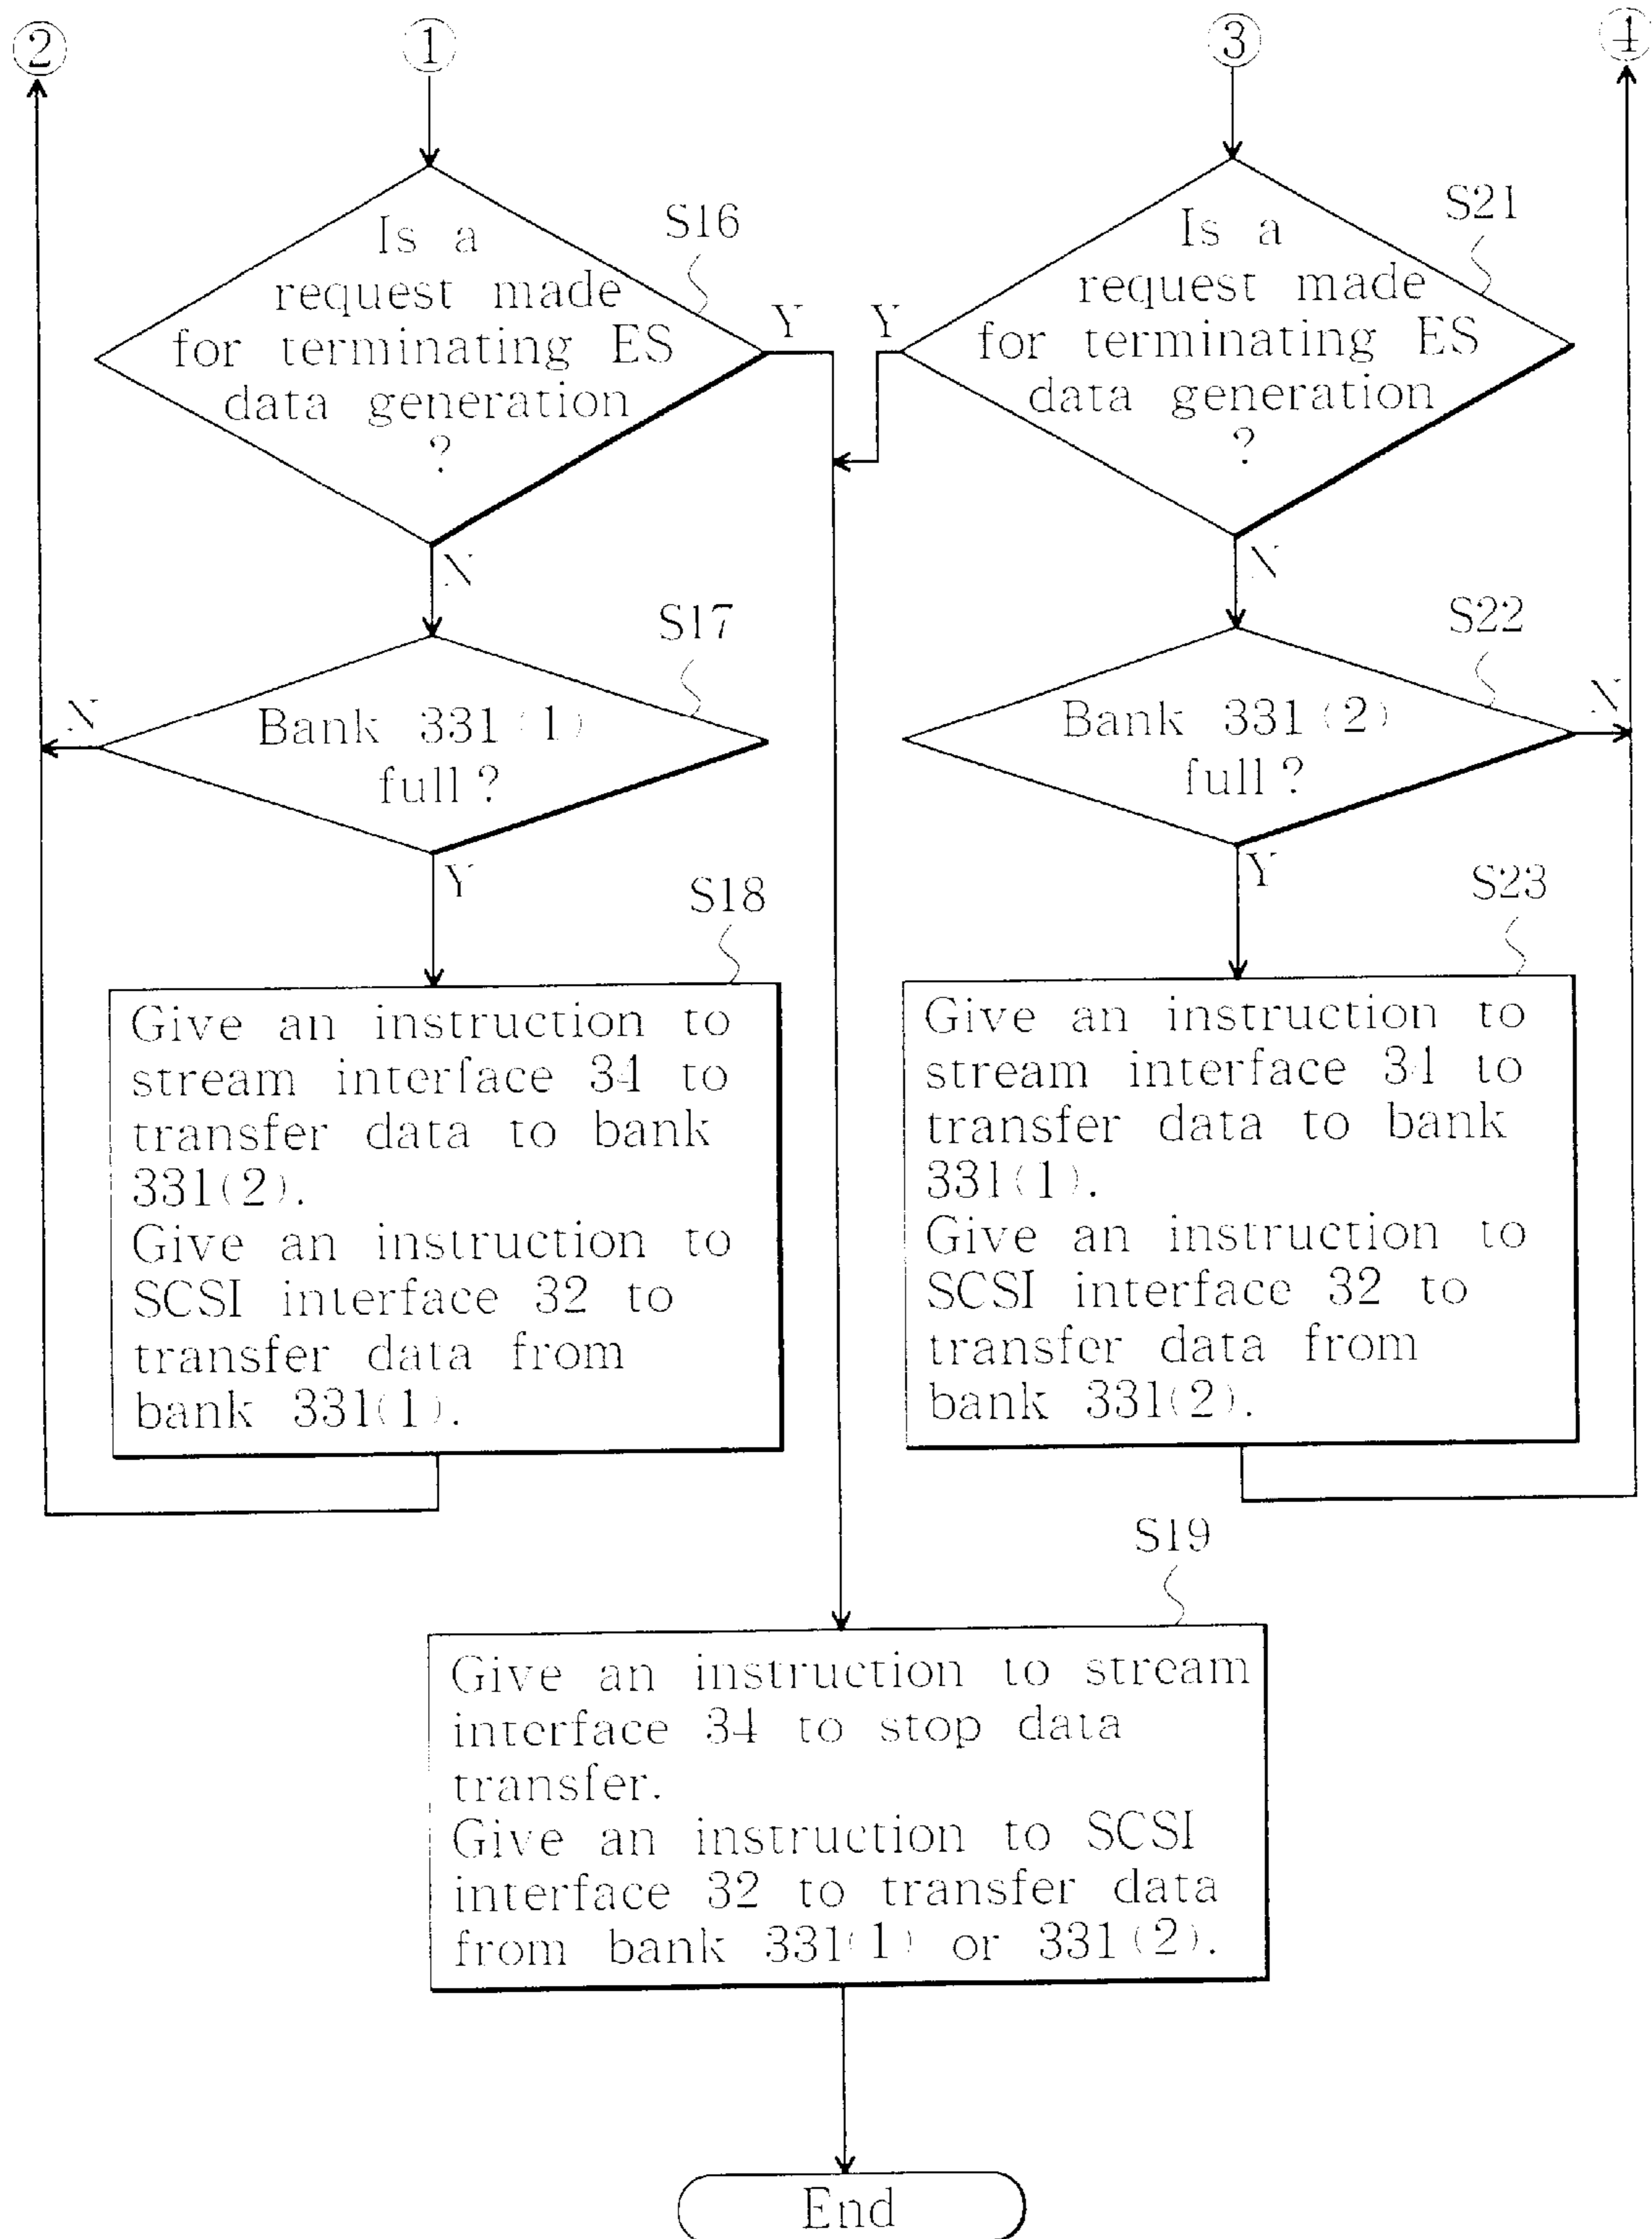 ② ① ③ ④
Is a
request made
for terminating ES
data generation
?
S16
Y
N
Is a
request made
for terminating ES
data generation
?
S21
Y
N
S17
Bank 331(1)
full?
N
Y
S22
Bank 331(2)
full?
N
Y
S18
Give an instruction to
stream interface 34 to
transfer data to bank
331(2).
Give an instruction to
SCSI interface 32 to
transfer data from
bank 331(1).
S23
Give an instruction to
stream interface 34 to
transfer data to bank
331(1).
Give an instruction to
SCSI interface 32 to
transfer data from
bank 331(2).
S19
Give an instruction to stream
interface 34 to stop data
transfer.
Give an instruction to SCSI
interface 32 to transfer data
from bank 331(1) or 331(2).
End